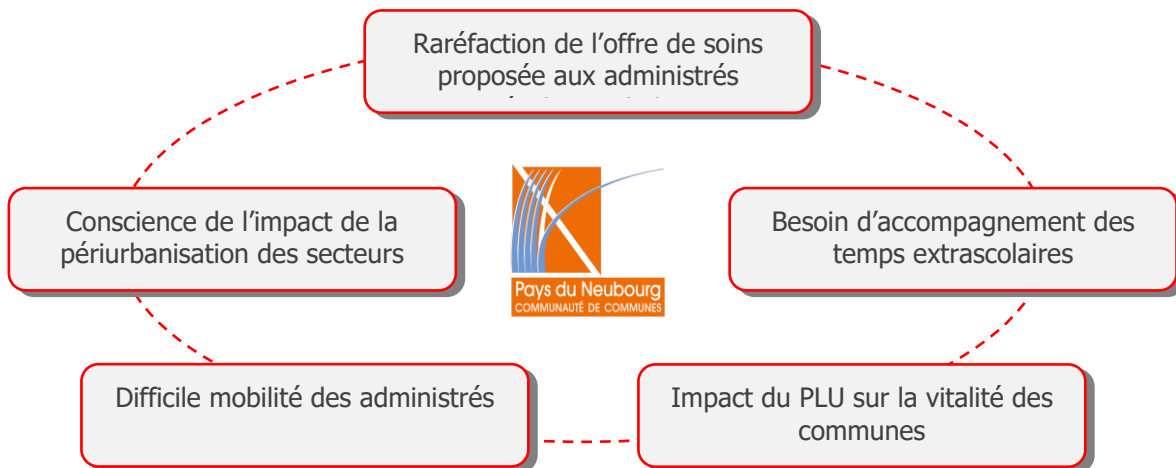 Raréfaction de l’offre de soins
proposée aux administrés
Conscience de l’impact de la
périurbanisation des secteurs
Besoin d’accompagnement des
temps extrascolaires
Pays du Neubourg
COMMUNAUTÉ DE COMMUNES
Difficile mobilité des administrés
Impact du PLU sur la vitalité des
communes